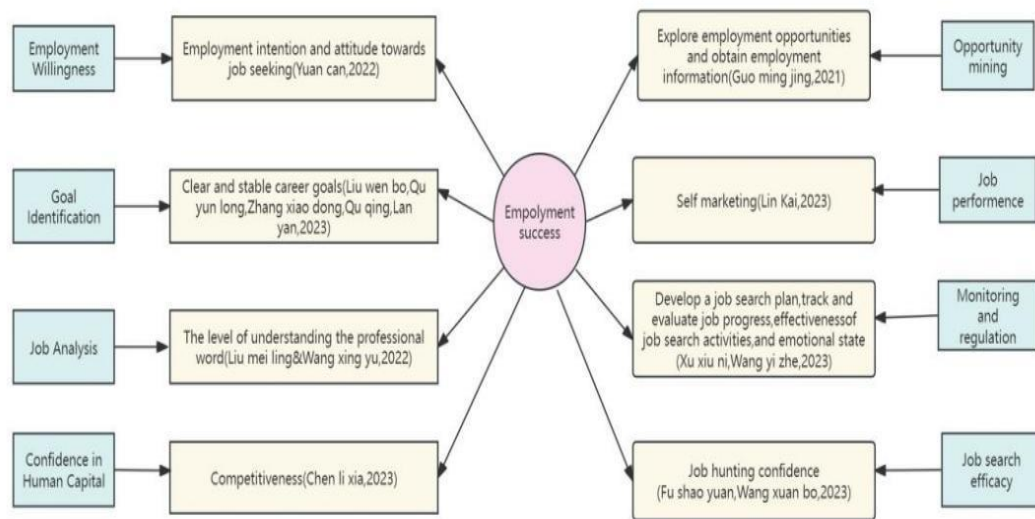 Employment
Willingness
Employment intention and attitude towards
job seeking(Yuan can,2022)
Explore employment opportunities
and obtain employment
information(Guo ming jing,2021)
Opportunity
mining
Goal
Identification
Clear and stable career goals(Liu wen bo,Qu
yun long,Zhang xiao dong,Qu qing,Lan
yan,2023)
Empolyment
success
Self marketing(Lin Kai,2023)
Job
performence
Job Analysis
The level of understanding the professional
word(Liu mei ling&Wang xing yu,2022)
Develop a job search plan,track and
evaluate job progress,effectivenessof
job search activities,and emotional state
(Xu xiu ni,Wang yi zhe,2023)
Monitoring
and
regulation
Confidence in
Human Capital
Competitiveness(Chen li xia,2023)
Job hunting confidence
(Fu shao yuan,Wang xuan bo,2023)
Job search
efficacy